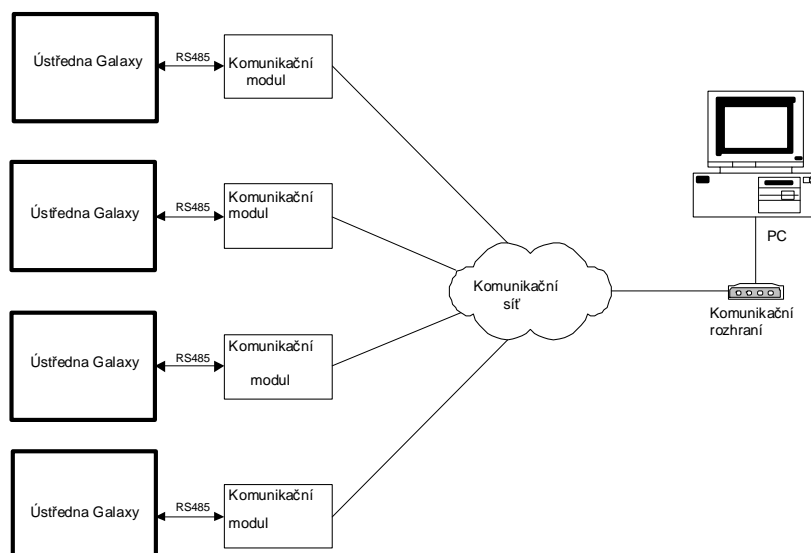 Ústředna Galaxy
RS485
Komunikační
modul
Ústředna Galaxy
RS485
Komunikační
modul
Ústředna Galaxy
RS485
Komunikační
modul
Ústředna Galaxy
RS485
Komunikační
modul
Komunikační
síť
PC
Komunikační
rozhraní